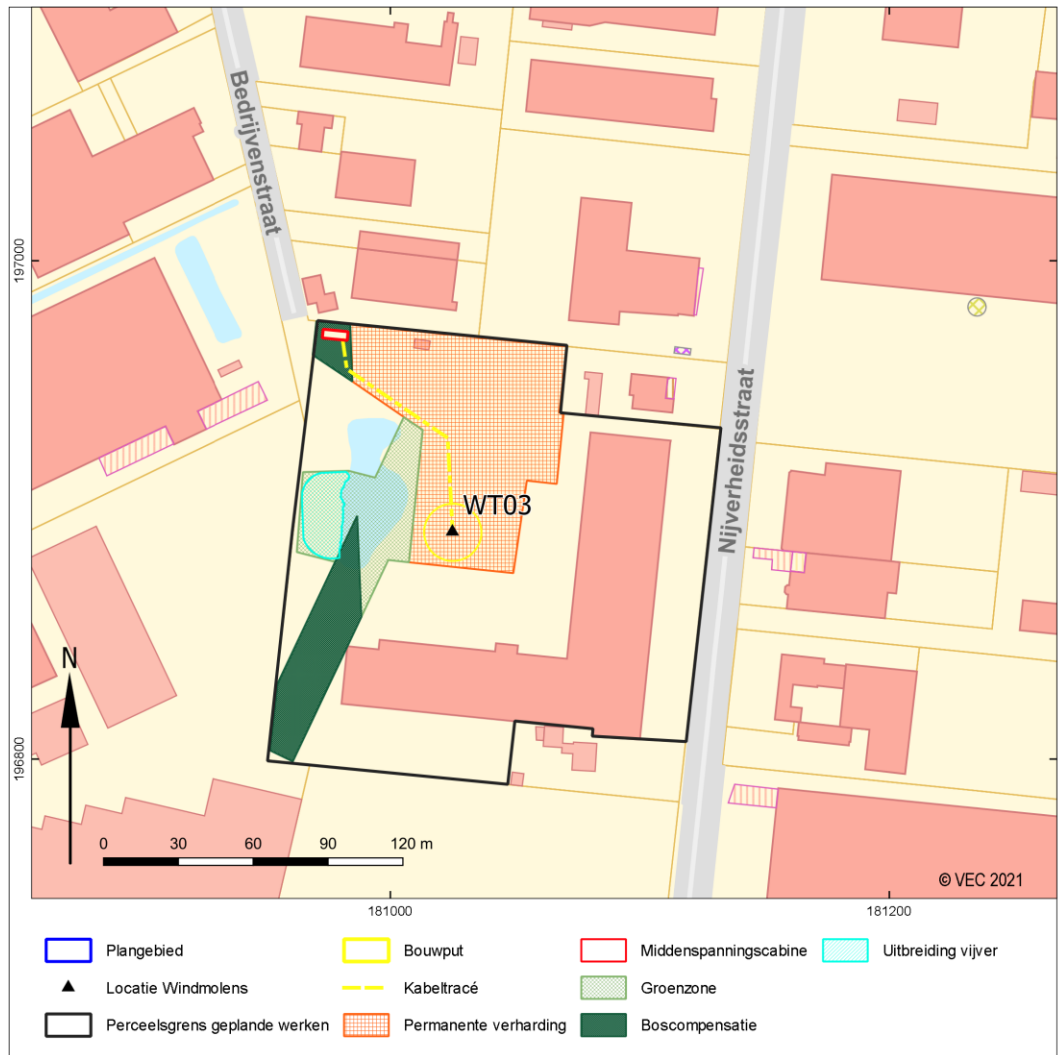 Bedrijvenstraat
Nijverheidsstraat
WT03
197000
196800
N
0 30 60 90 120 m
© VEC 2021
181000 181200
Plangebied
Bouwput
Middenspanningscabine
Uitbreiding vijver
Locatie Windmolens
Kabeltracé
Groenzone
Perceelsgrens geplande werken
Permanente verharding
Boscompensatie